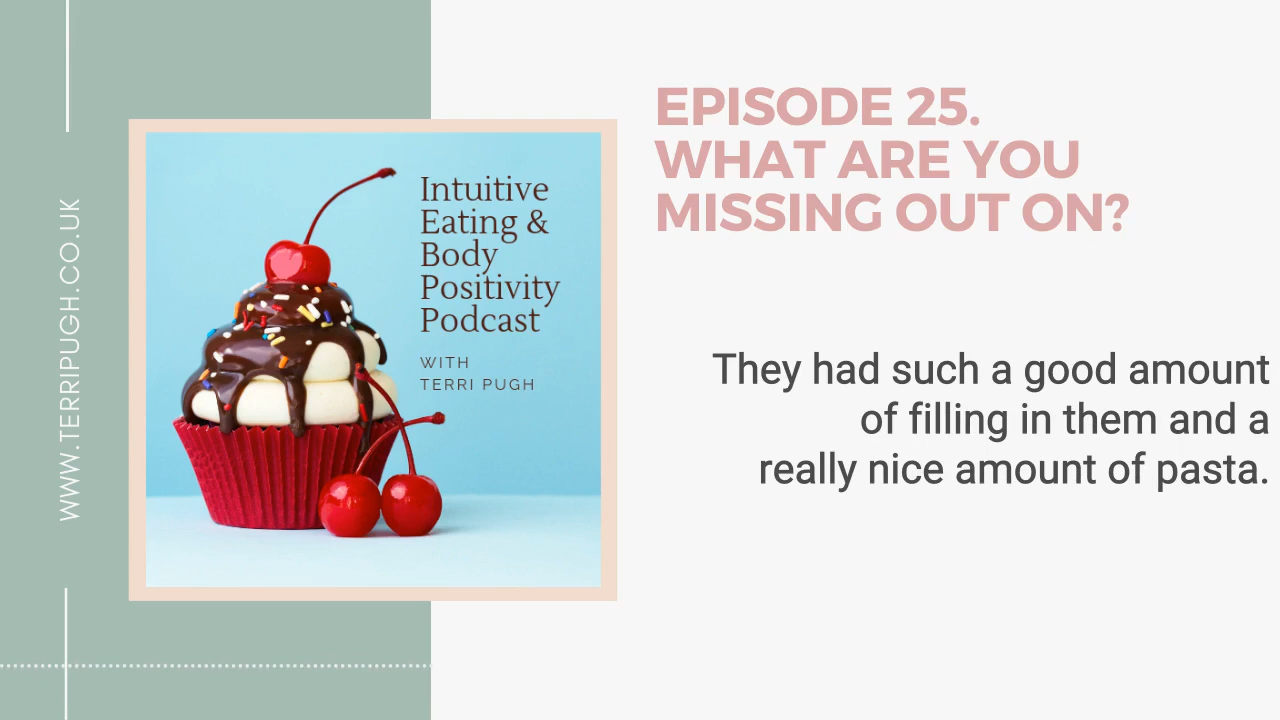 WWW.TERRIPUGH.CO.UK
Intuitive
Eating &
Body
Positivity
Podcast
WITH
TERRI PUGH
EPISODE 25.
WHAT ARE YOU
MISSING OUT ON?
They had such a good amount
of filling in them and a
really nice amount of pasta.